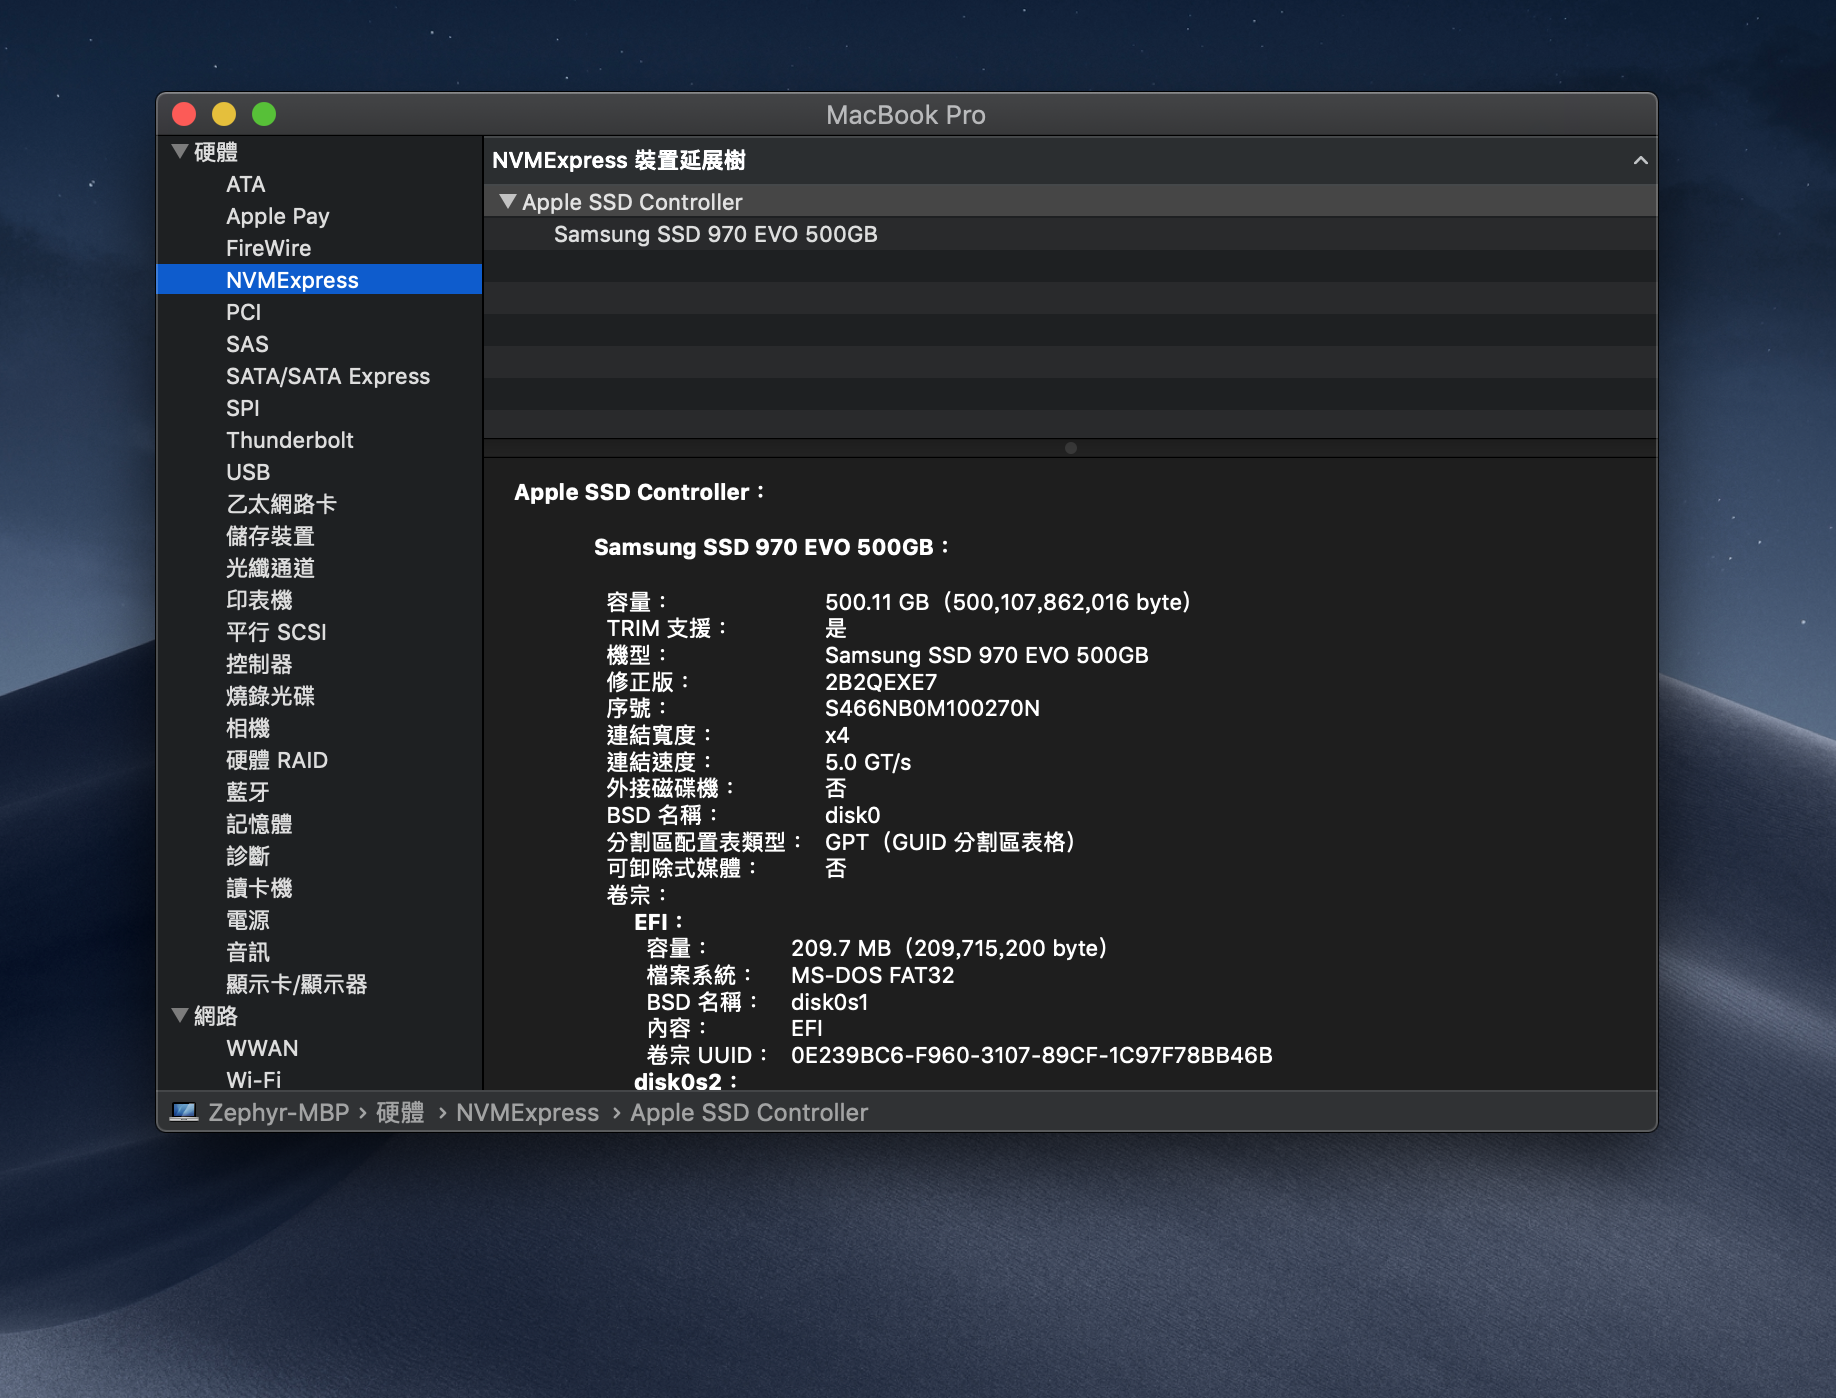 MacBook Pro
硬體
ATA
Apple Pay
FireWire
NVMExpress
PCI
SAS
SATA/SATA Express
SPI
Thunderbolt
USB
乙太網路卡
儲存裝置
光纖通道
印表機
平行 SCSI
控制器
燒錄光碟
相機
硬體 RAID
藍牙
記憶體
診斷
讀卡機
電源
音訊
顯示卡/顯示器
網路
WWAN
Wi-Fi
NVMExpress 裝置延展樹
Apple SSD Controller
Samsung SSD 970 EVO 500GB
Apple SSD Controller：
Samsung SSD 970 EVO 500GB：
容量： 500.11 GB（500,107,862,016 byte）
TRIM 支援： 是
機型： Samsung SSD 970 EVO 500GB
修正版： 2B2QEXE7
序號： S466NB0M100270N
連結寬度： x4
連結速度： 5.0 GT/s
外接磁碟機： 否
BSD 名稱： disk0
分割區配置表類型： GPT（GUID 分割區表格）
可卸除式媒體： 否
卷宗：
EFI：
容量： 209.7 MB（209,715,200 byte）
檔案系統： MS-DOS FAT32
BSD 名稱： disk0s1
內容： EFI
卷宗 UUID： 0E239BC6-F960-3107-89CF-1C97F78BB46B
disk0s2：
Zephyr-MBP › 硬體 › NVMExpress › Apple SSD Controller